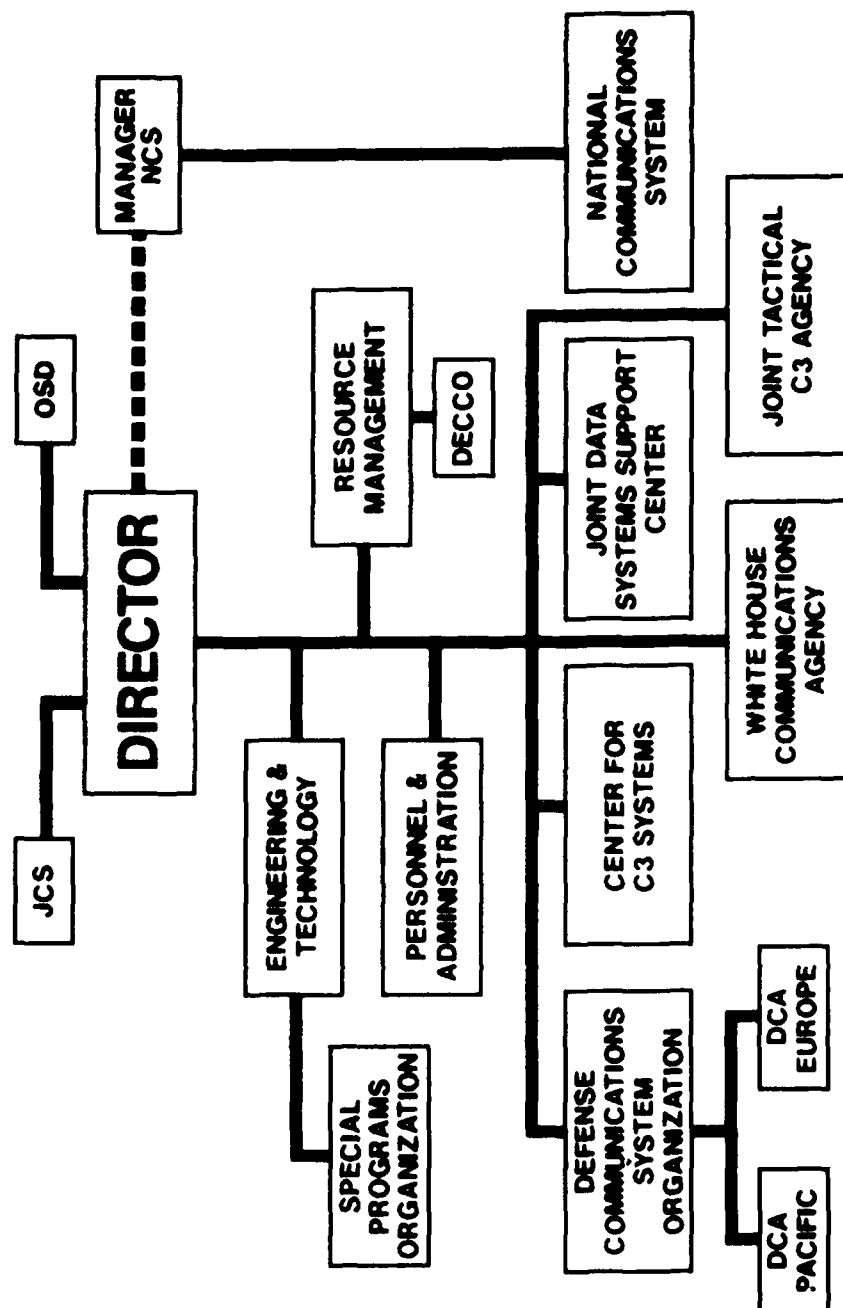 JCS
OSD
DIRECTOR
MANAGER
NCS
ENGINEERING &
TECHNOLOGY
SPECIAL
PROGRAMS
ORGANIZATION
PERSONNEL &
ADMINISTRATION
RESOURCE
MANAGEMENT
DECCO
DEFENSE
COMMUNICATIONS
SYSTEM
ORGANIZATION
CENTER FOR
C3 SYSTEMS
JOINT DATA
SYSTEMS SUPPORT
CENTER
NATIONAL
COMMUNICATIONS
SYSTEM
DCA
PACIFIC
DCA
EUROPE
WHITE HOUSE
COMMUNICATIONS
AGENCY
JOINT TACTICAL
C3 AGENCY